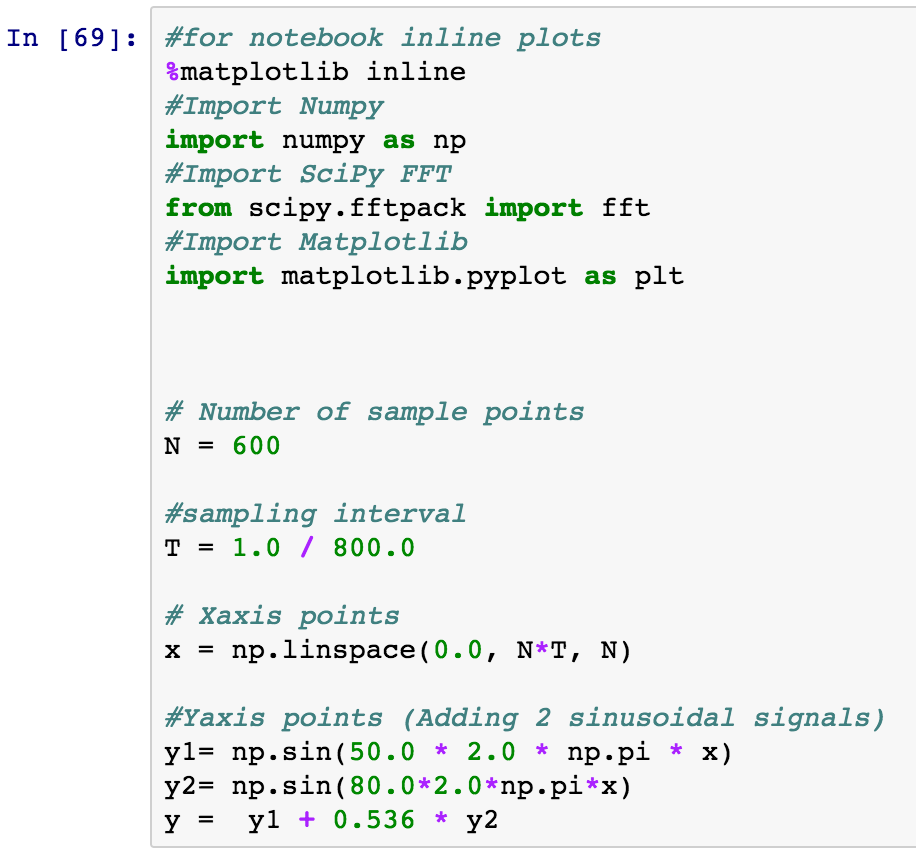 In [69]: #for notebook inline plots
%matplotlib inline
#Import Numpy
import numpy as np
#Import SciPy FFT
from scipy.fftpack import fft
#Import Matplotlib
import matplotlib.pyplot as plt
# Number of sample points
N = 600
#sampling interval
T = 1.0 / 800.0
# Xaxis points
x = np.linspace(0.0, N*T, N)
#Yaxis points (Adding 2 sinusoidal signals)
y1= np.sin(50.0 * 2.0 * np.pi * x)
y2= np.sin(80.0*2.0*np.pi*x)
y =  y1 + 0.536 * y2